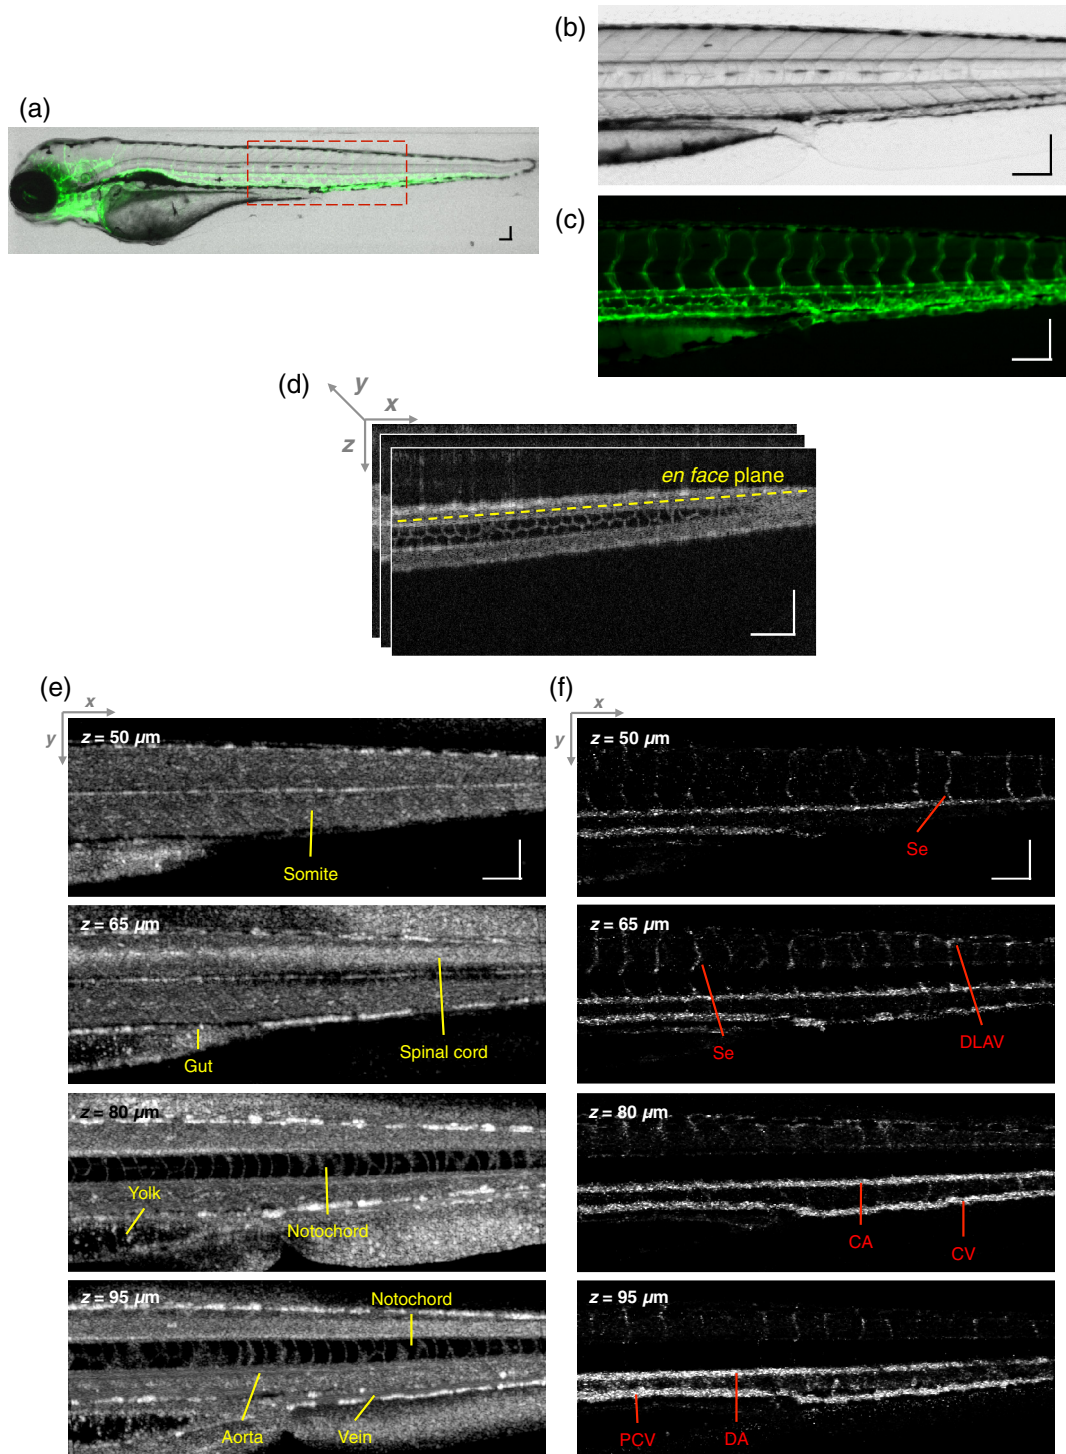 (a)
(b)
(c)
(d)
y
x
z
en face plane
(e)
x
y
z = 50 µm
Somite
z = 65 µm
Gut
Spinal cord
z = 80 µm
Yolk
Notochord
z = 95 µm
Notochord
Aorta
Vein
(f)
x
y
z = 50 µm
Se
z = 65 µm
Se
DLAV
z = 80 µm
CA
CV
z = 95 µm
PCV
DA